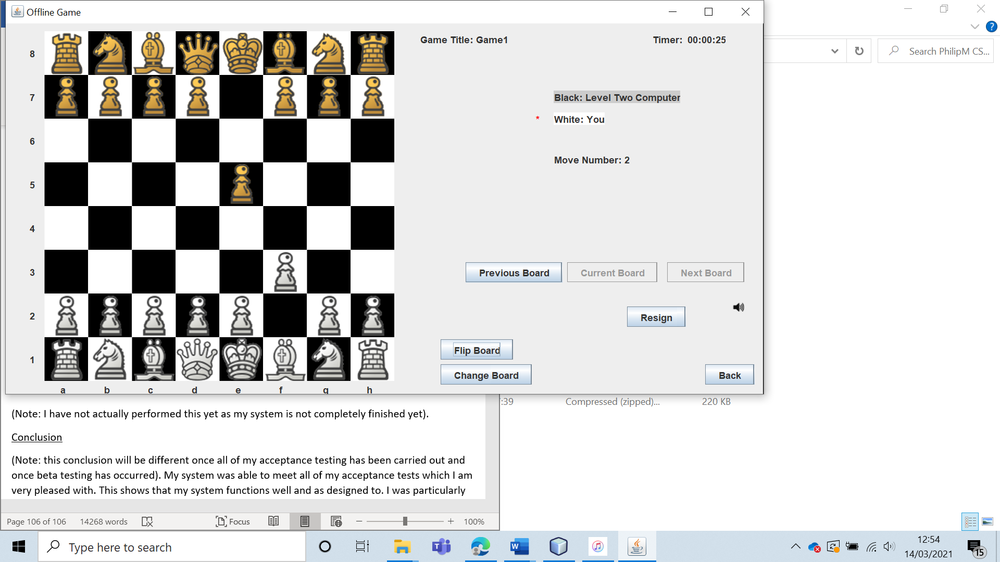 Offline Game
Game Title: Game1
Timer: 00:00:25
8
7
6
5
4
3
2
1
a b c d e f g h
Black: Level Two Computer
* White: You
Move Number: 2
Previous Board
Current Board
Next Board
Resign
Flip Board
Change Board
Back
?
Search PhilipM CS...
:39
Compressed (zipped)...
220 KB
(Note: I have not actually performed this yet as my system is not completely finished yet).
Conclusion
(Note: this conclusion will be different once all of my acceptance testing has been carried out and
once beta testing has occurred). My system was able to meet all of my acceptance tests which I am
very pleased with. This shows that my system functions well and as designed to. I was particularly
Page 106 of 106
14268 words
Focus
100%
Type here to search
T
W
12:54
14/03/2021
15